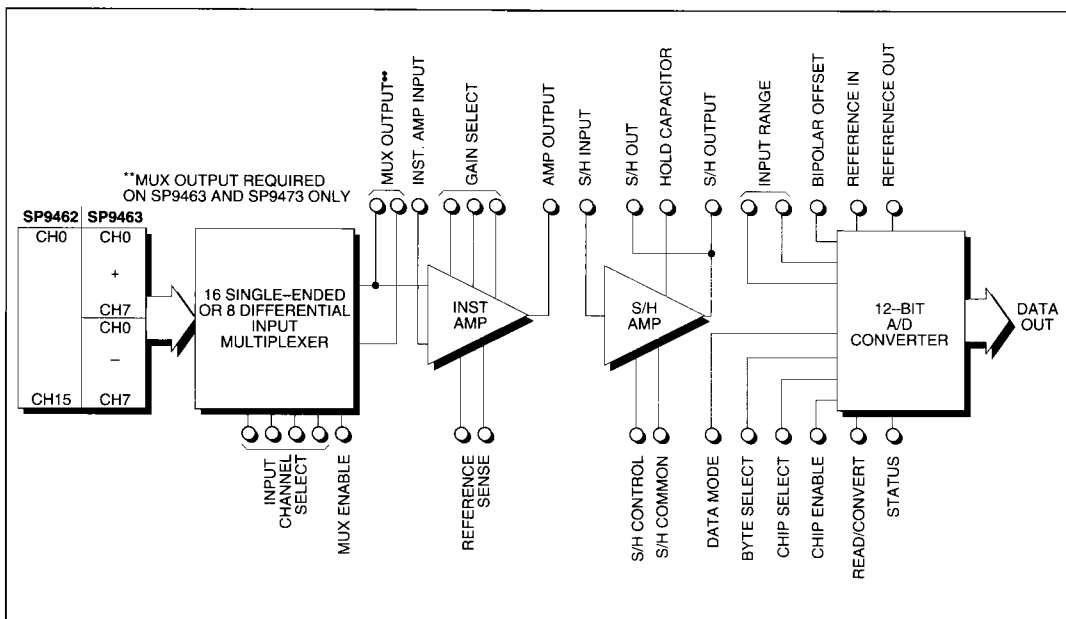 MUX OUTPUT**
INST. AMP INPUT
GAIN SELECT
AMP OUTPUT
S/H INPUT
S/H OUT
HOLD CAPACITOR
S/H OUTPUT
INPUT RANGE
BIPOLAR OFFSET
REFERENCE IN
REFERENECE OUT
**MUX OUTPUT REQUIRED
ON SP9463 AND SP9473 ONLY
SP9462 SP9463
CH0 CH0
+
CH7
CH0
–
CH15 CH7
16 SINGLE--ENDED
OR 8 DIFFERENTIAL
INPUT
MULTIPLEXER
INST
AMP
S/H
AMP
12--BIT
A/D
CONVERTER
DATA
OUT
INPUT
CHANNEL
SELECT
MUX ENABLE
REFERENCE
SENSE
S/H CONTROL
S/H COMMON
DATA MODE
BYTE SELECT
CHIP SELECT
CHIP ENABLE
READ/CONVERT
STATUS